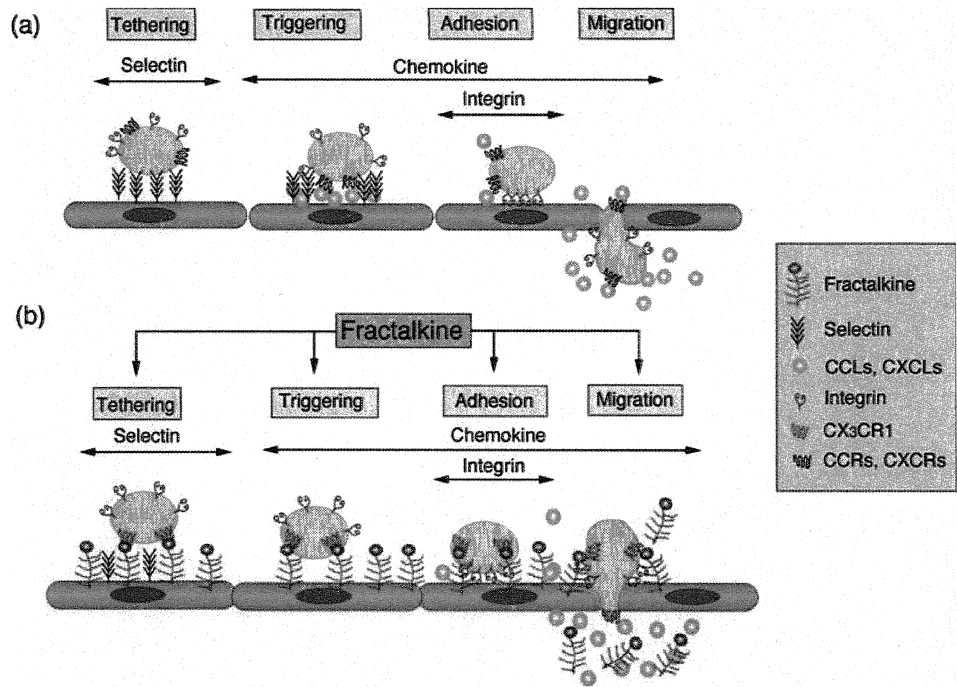 (a)
Tethering Triggering Adhesion Migration
Selectin
Chemokine
Integrin
(b)
Fractalkine
Tethering Triggering Adhesion Migration
Selectin
Chemokine
Integrin
Fractalkine
Selectin
CCLs, CXCLs
Integrin
CX3CR1
CCRs, CXCRs